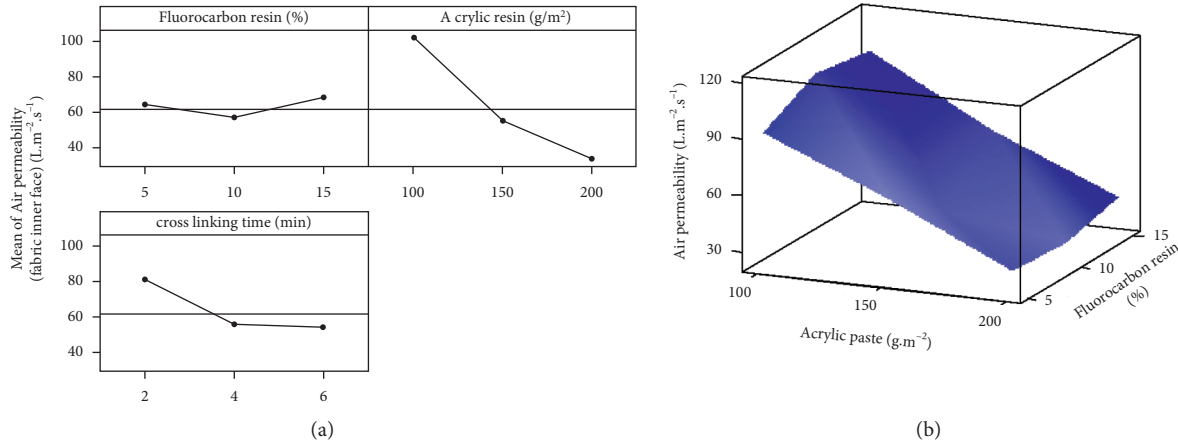 Fluorocarbon resin (%)
A crylic resin (g/m²)
100
80
60
40
5
10
15
100
150
200
Mean of Air permeability
(fabric inner face) (L.m⁻².s⁻¹)
cross linking time (min)
100
80
60
40
2
4
6
(a)
Air permeability (L.m⁻².s⁻¹)
120
90
60
30
100
150
200
Acrylic paste (g.m⁻²)
5
10
15
Fluorocarbon resin
(%)
(b)